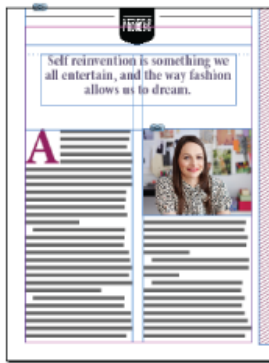 Self reinvention is something we
all entertain, and the way fashion
allows us to dream.
A